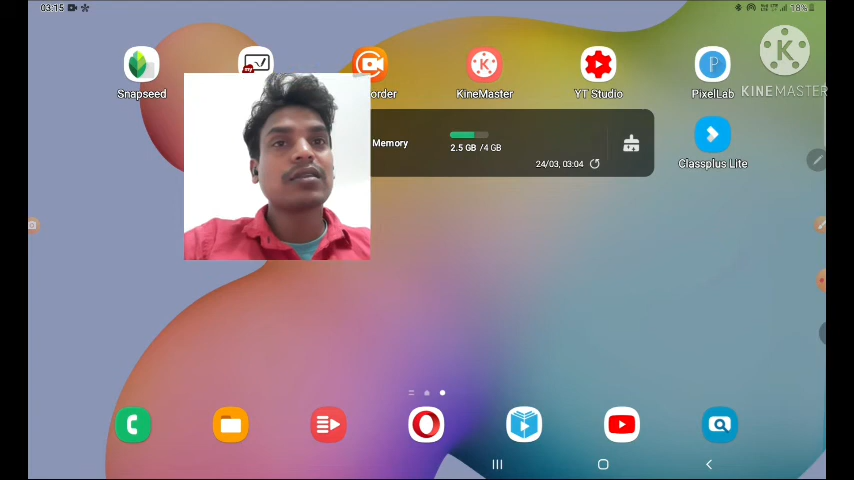 03:15
18%
Snapseed
my
order
KineMaster
YT Studio
PixelLab
KINEMASTER
Memory
2.5 GB /4 GB
24/03, 03:04
Classplus Lite